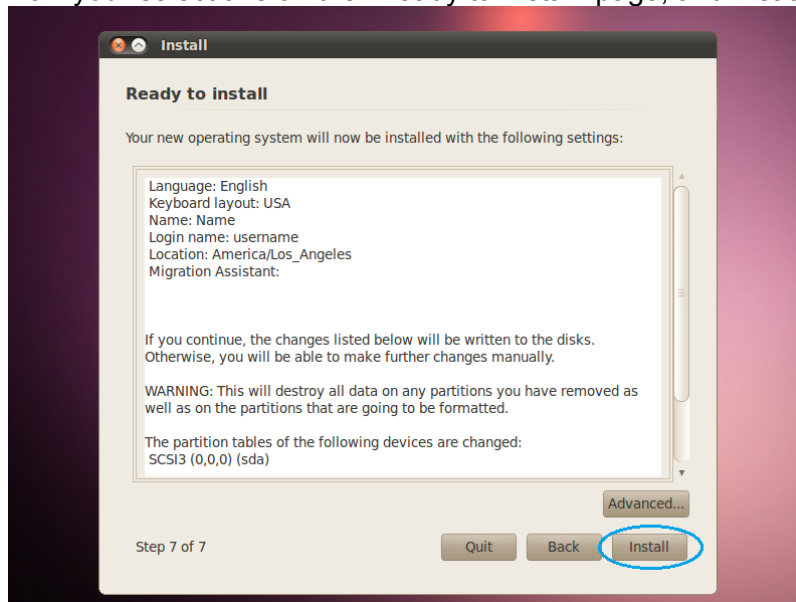 Install
Ready to install
Your new operating system will now be installed with the following settings:
Language: English
Keyboard layout: USA
Name: Name
Login name: username
Location: America/Los_Angeles
Migration Assistant:
If you continue, the changes listed below will be written to the disks.
Otherwise, you will be able to make further changes manually.
WARNING: This will destroy all data on any partitions you have removed as
well as on the partitions that are going to be formatted.
The partition tables of the following devices are changed:
SCSI3 (0,0,0) (sda)
Advanced...
Step 7 of 7
Quit
Back
Install